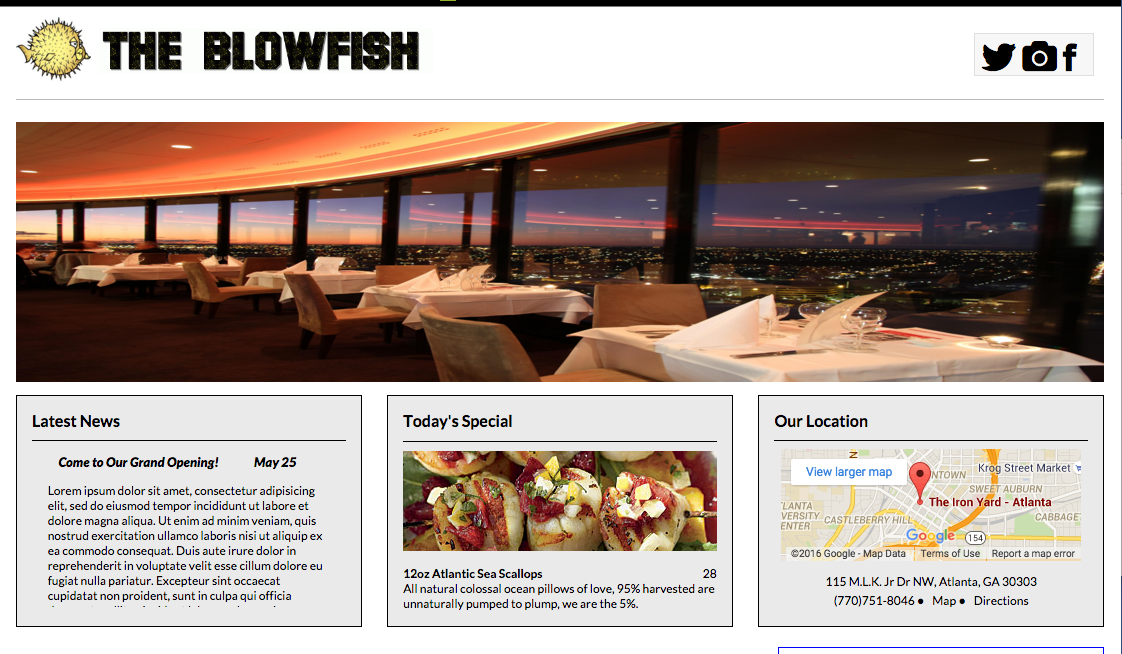 THE BLOWFISH
Latest News
Come to Our Grand Opening! May 25
Lorem ipsum dolor sit amet, consectetur adipisicing
elit, sed do eiusmod tempor incididunt ut labore et
dolore magna aliqua. Ut enim ad minim veniam, quis
nostrud exercitation ullamco laboris nisi ut aliquip ex
ea commodo consequat. Duis aute irure dolor in
reprehenderit in voluptate velit esse cillum dolore eu
fugiat nulla pariatur. Excepteur sint occaecat
cupidatat non proident, sunt in culpa qui officia
Today's Special
12oz Atlantic Sea Scallops 28
All natural colossal ocean pillows of love, 95% harvested are
unnaturally pumped to plump, we are the 5%.
Our Location
View larger map
NTOWN
Krog Street Market
SWEET AUBURN
The Iron Yard - Atlanta
TLANTA
VERSITY
ENTER
CASTLEBERRY HILL
CABBAGE
Google
154
©2016 Google - Map Data Terms of Use Report a map error
115 M.L.K. Jr Dr NW, Atlanta, GA 30303
(770)751-8046 ● Map ● Directions